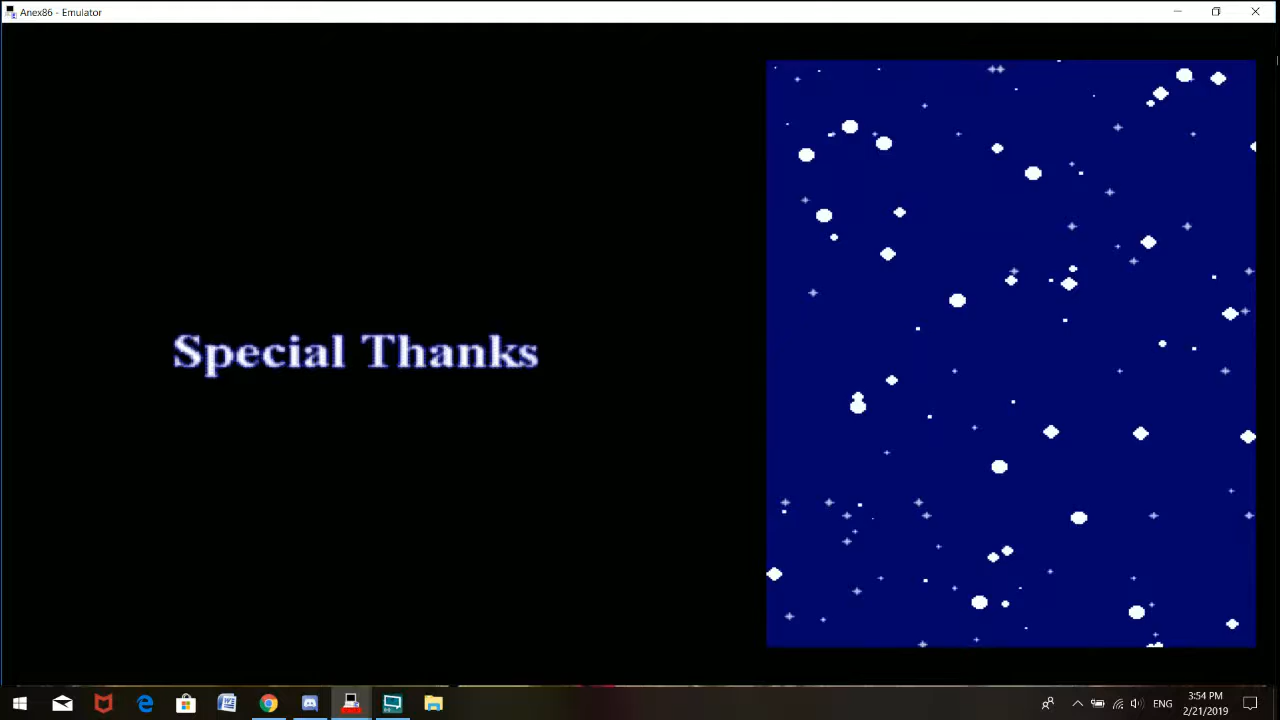 Anex86 - Emulator
Special Thanks
ENG
3:54 PM
2/21/2019